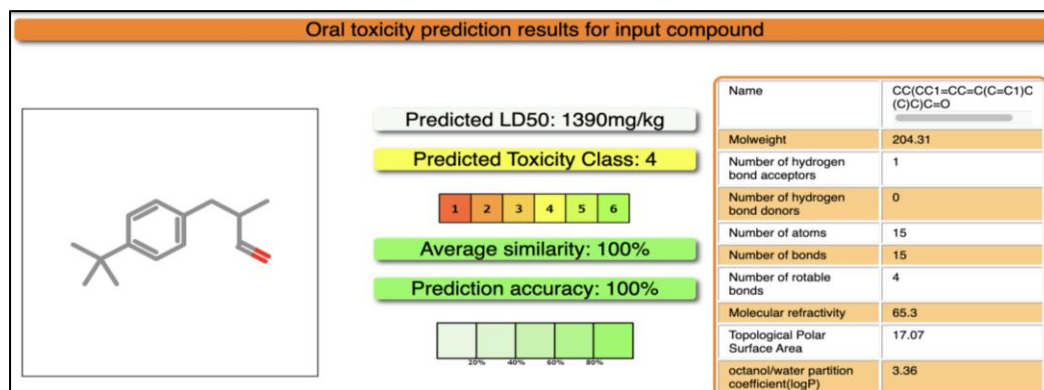 Oral toxicity prediction results for input compound
Predicted LD50: 1390mg/kg
Predicted Toxicity Class: 4
1 2 3 4 5 6
Average similarity: 100%
Prediction accuracy: 100%
20% 40% 60% 80%
Name CC(CC1=CC=C(C=C1)C
(C)C)C=O
Molweight 204.31
Number of hydrogen
bond acceptors 1
Number of hydrogen
bond donors 0
Number of atoms 15
Number of bonds 15
Number of rotable
bonds 4
Molecular refractivity 65.3
Topological Polar
Surface Area 17.07
octanol/water partition
coefficient(logP) 3.36